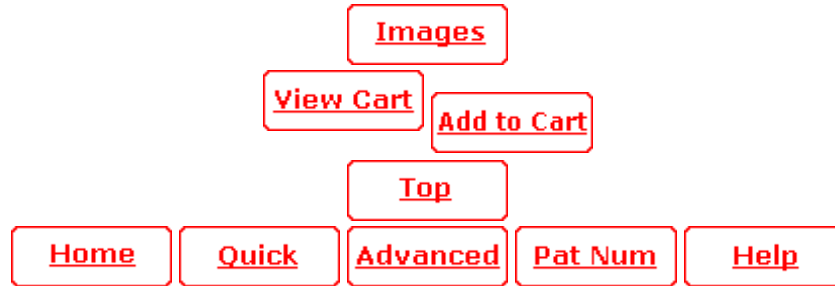 Images
View Cart
Add to Cart
Top
Home Quick Advanced Pat Num Help